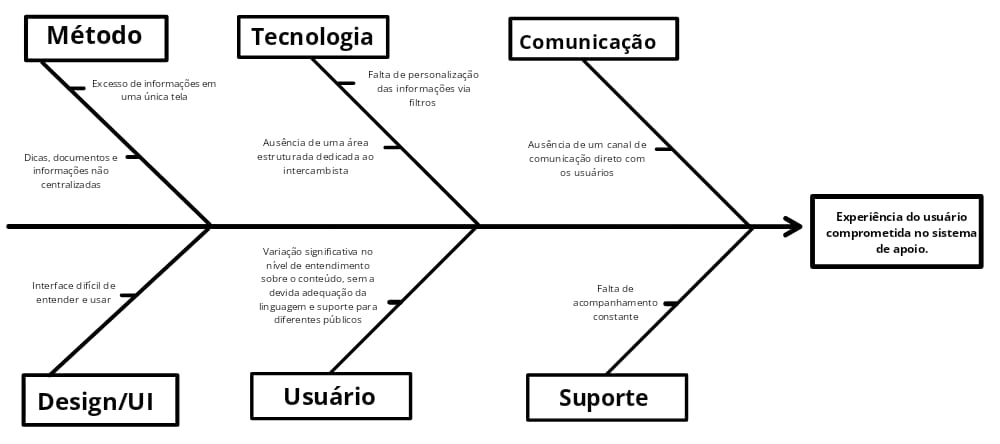 Método
Tecnologia
Comunicação
Excesso de informações em
uma única tela
Dicas, documentos e
informações não
centralizadas
Falta de personalização
das informações via
filtros
Ausência de uma área
estruturada dedicada ao
intercambista
Ausência de um canal de
comunicação direto com
os usuários
Experiência do usuário
comprometida no sistema
de apoio.
Interface difícil de
entender e usar
Variação significativa no
nível de entendimento
sobre o conteúdo, sem a
devida adequação da
linguagem e suporte para
diferentes públicos
Falta de
acompanhamento
constante
Design/UI
Usuário
Suporte